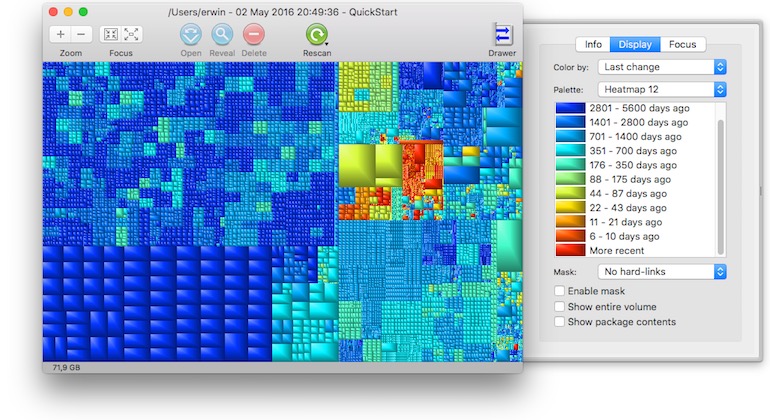 /Users/erwin - 02 May 2016 20:49:36 - QuickStart
Zoom Focus Open Reveal Delete Rescan Drawer
71,9 GB
Info Display Focus
Color by: Last change
Palette: Heatmap 12
2801 - 5600 days ago
1401 - 2800 days ago
701 - 1400 days ago
351 - 700 days ago
176 - 350 days ago
88 - 175 days ago
44 - 87 days ago
22 - 43 days ago
11 - 21 days ago
6 - 10 days ago
More recent
Mask: No hard-links
Enable mask
Show entire volume
Show package contents